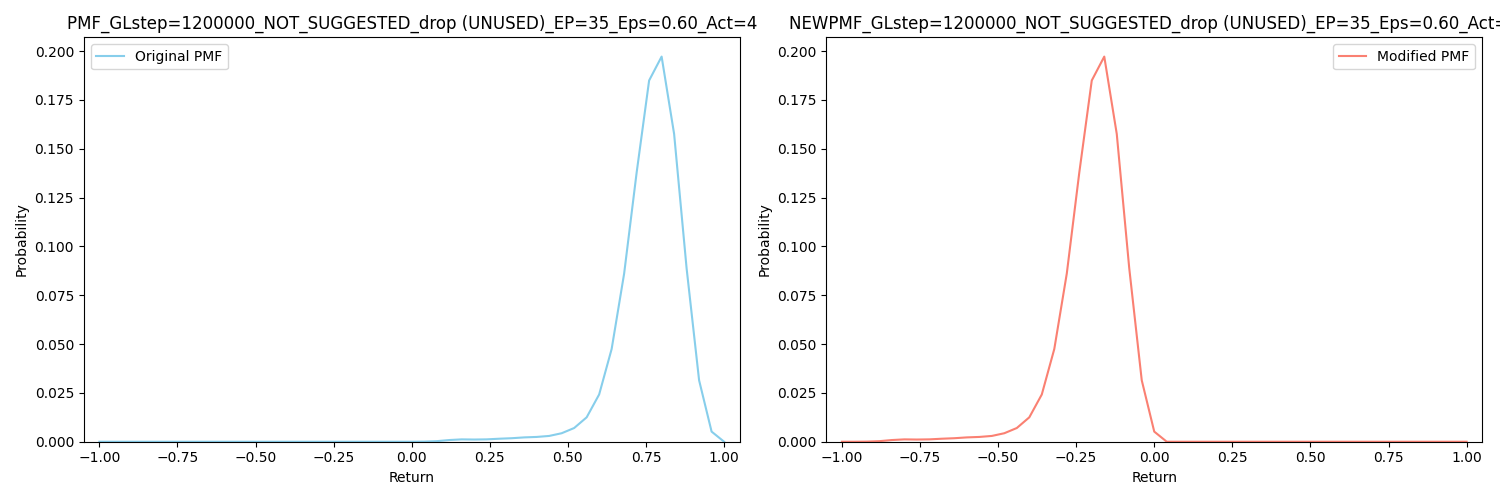 PMF_GLstep=1200000_NOT_SUGGESTED_drop (UNUSED)_EP=35_Eps=0.60_Act=4
0.200
0.175
0.150
0.125
0.100
0.075
0.050
0.025
0.000
Probability
Original PMF
−1.00 −0.75 −0.50 −0.25 0.00 0.25 0.50 0.75 1.00
Return
NEWPMF_GLstep=1200000_NOT_SUGGESTED_drop (UNUSED)_EP=35_Eps=0.60_Act=
0.200
0.175
0.150
0.125
0.100
0.075
0.050
0.025
0.000
Probability
Modified PMF
−1.00 −0.75 −0.50 −0.25 0.00 0.25 0.50 0.75 1.00
Return